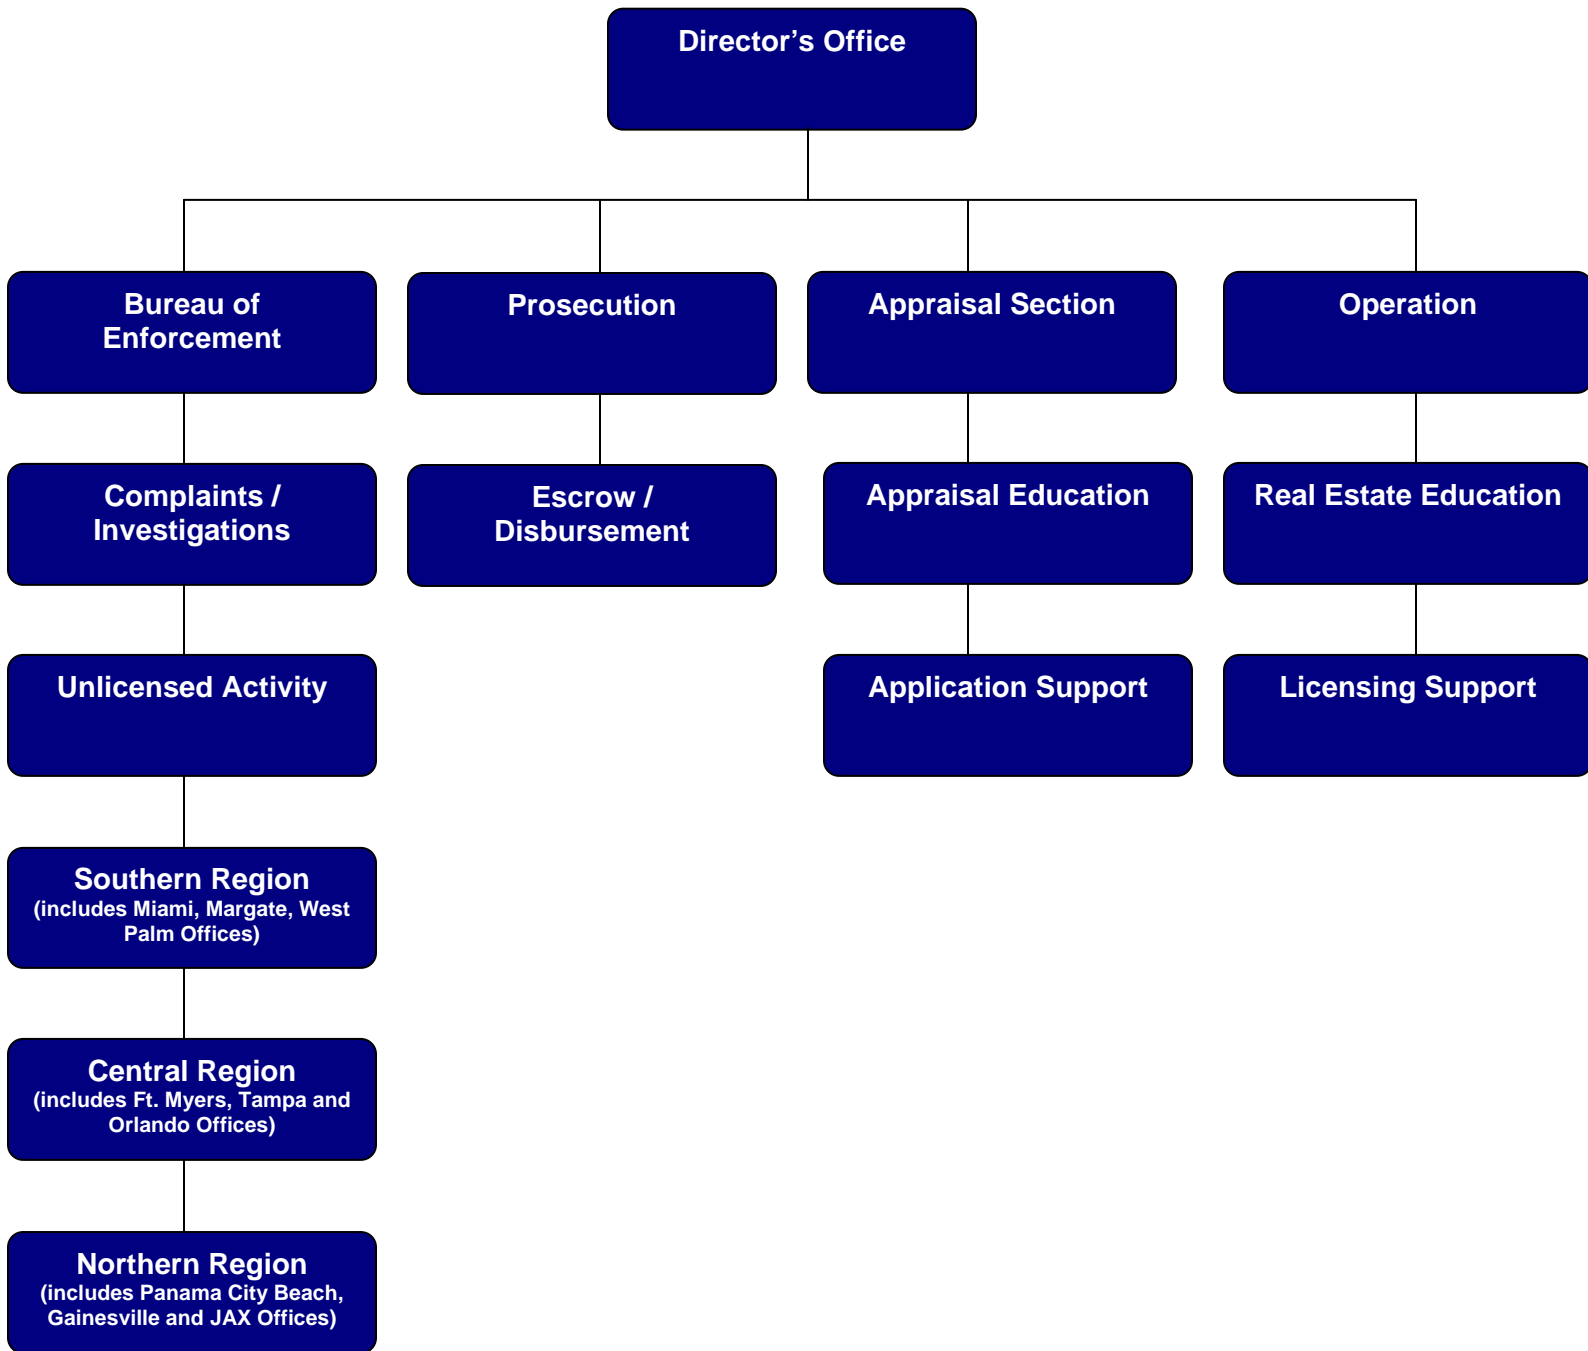 Director’s Office
Bureau of
Enforcement
Prosecution
Appraisal Section
Operation
Complaints /
Investigations
Escrow /
Disbursement
Appraisal Education
Real Estate Education
Unlicensed Activity
Application Support
Licensing Support
Southern Region
(includes Miami, Margate, West
Palm Offices)
Central Region
(includes Ft. Myers, Tampa and
Orlando Offices)
Northern Region
(includes Panama City Beach,
Gainesville and JAX Offices)